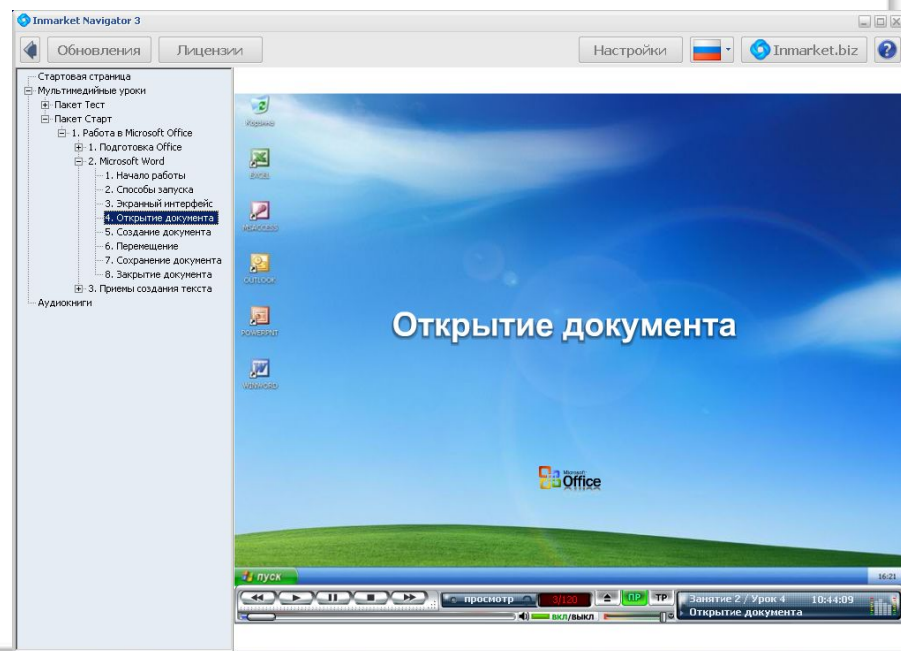 Inmarket Navigator 3
Обновления Лицензии Настройки Inmarket.biz
Стартовая страница
Мультимедийные уроки
Пакет Тест
Пакет Старт
1. Работа в Microsoft Office
1. Подготовка Office
2. Microsoft Word
1. Начало работы
2. Способы запуска
3. Экранный интерфейс
4. Открытие документа
5. Создание документа
6. Перемещение
7. Сохранение документа
8. Закрытие документа
3. Приемы создания текста
Аудиокниги
Корзина
EXCEL
MSACCESS
OUTLOOK
POWERPNT
WINWORD
Открытие документа
Microsoft
Office
пуск
16:21
просмотр 3/120 ПР ТР
Занятие 2 / Урок 4 10:44:09
Открытие документа
вкл/выкл